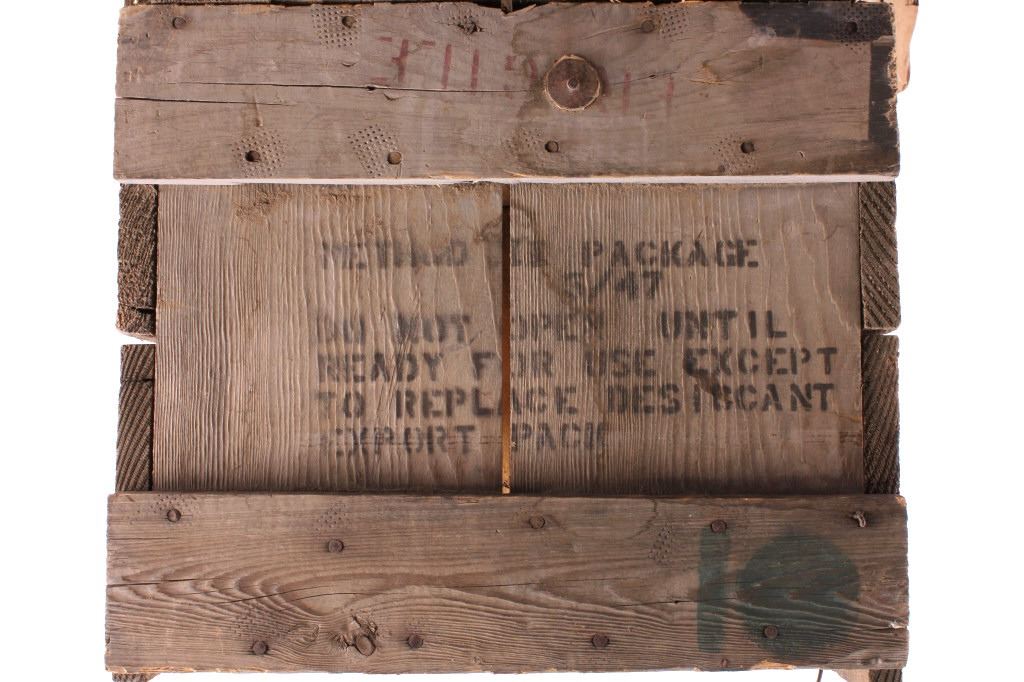 METHOD PACKAGE
5/47
DO NOT OPEN UNTIL
READY FOR USE EXCEPT
TO REPLACE DESICCANT
EXPORT PACK